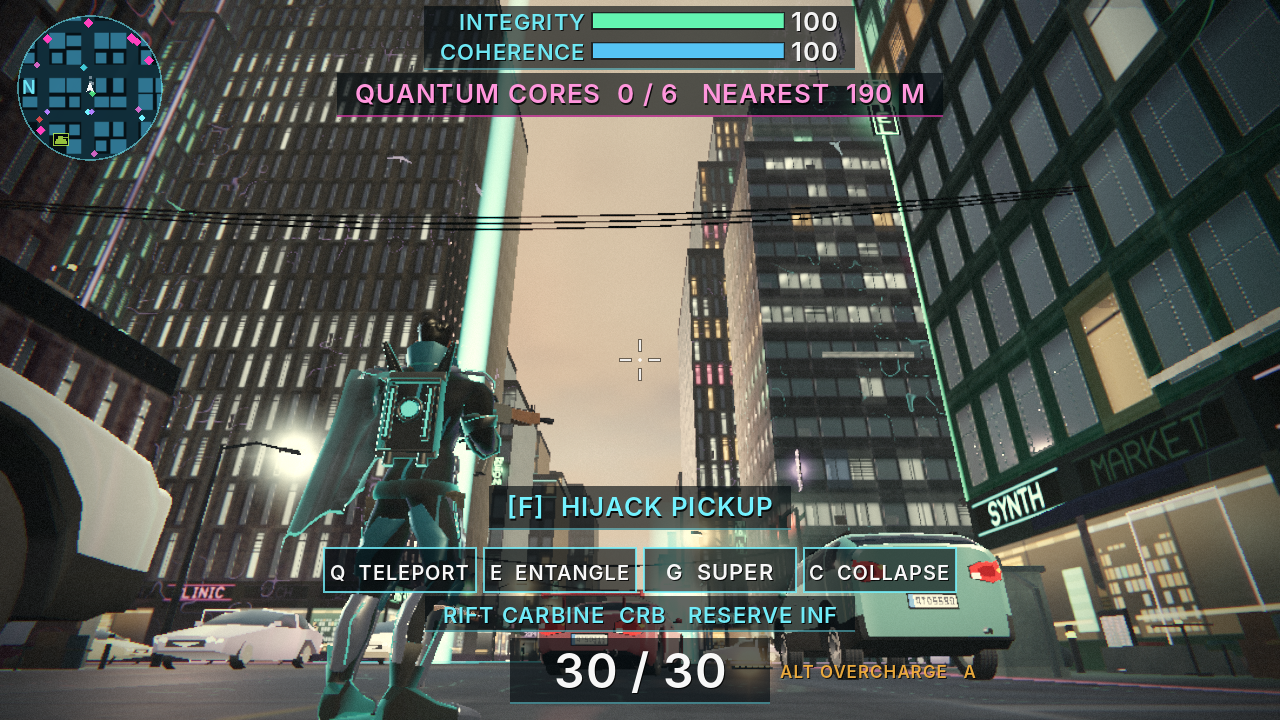 INTEGRITY 100
COHERENCE 100
N
QUANTUM CORES 0 / 6 NEAREST 190 M
MARKET
SYNTH
[F] HIJACK PICKUP
Q TELEPORT
E ENTANGLE
G SUPER
C COLLAPSE
LINIC
RIFT CARBINE CRB RESERVE INF
30 / 30
ALT OVERCHARGE A